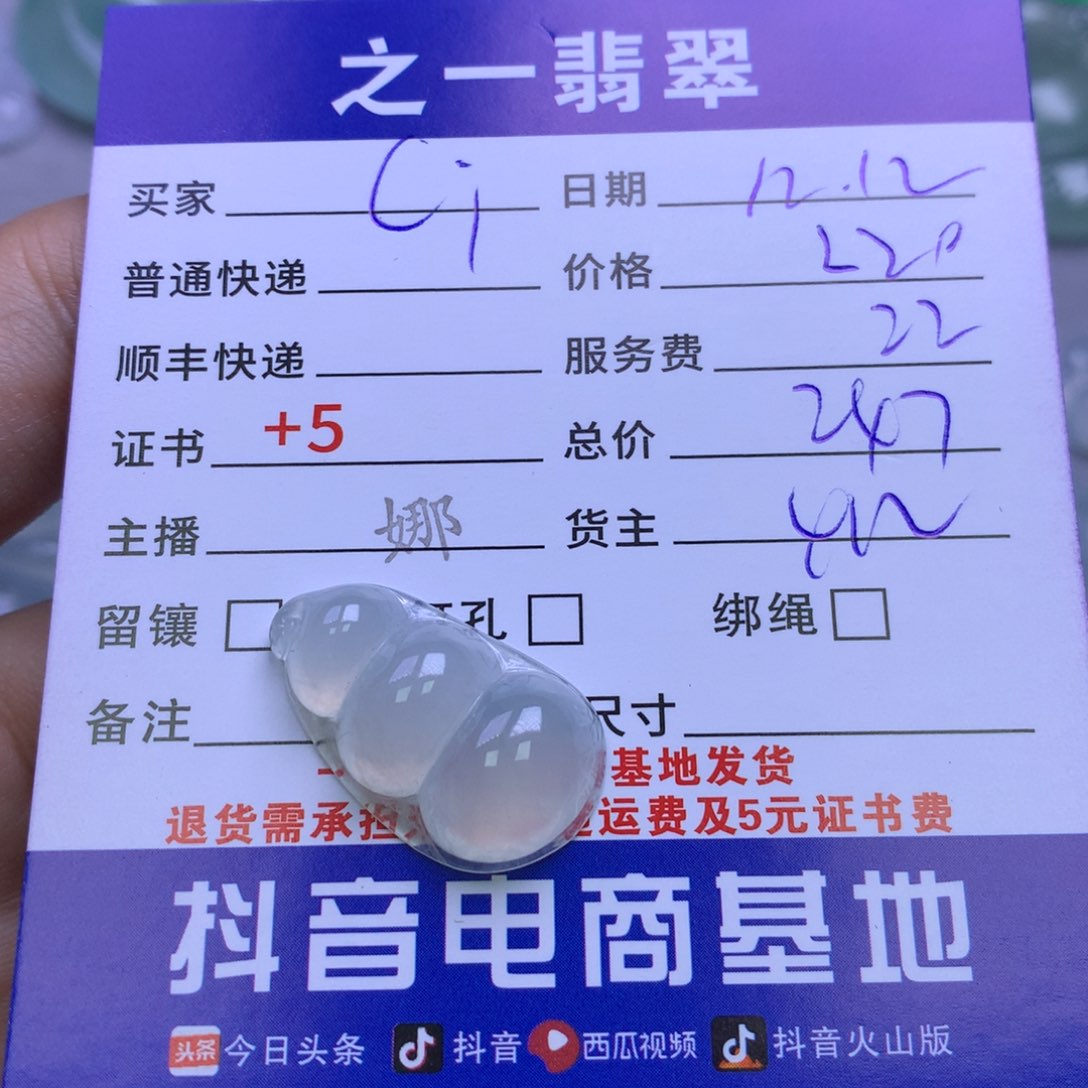 之一翡翠
买家 Cj 日期 12.12
普通快递 价格 220
顺丰快递 服务费 22
证书 +5 总价 247
主播 娜 货主
留镶 孔 绑绳
备注 尺寸
基地发货
退货需承担 运费及5元证书费
抖音电商基地
头条 今日头条 抖音 西瓜视频 抖音火山版